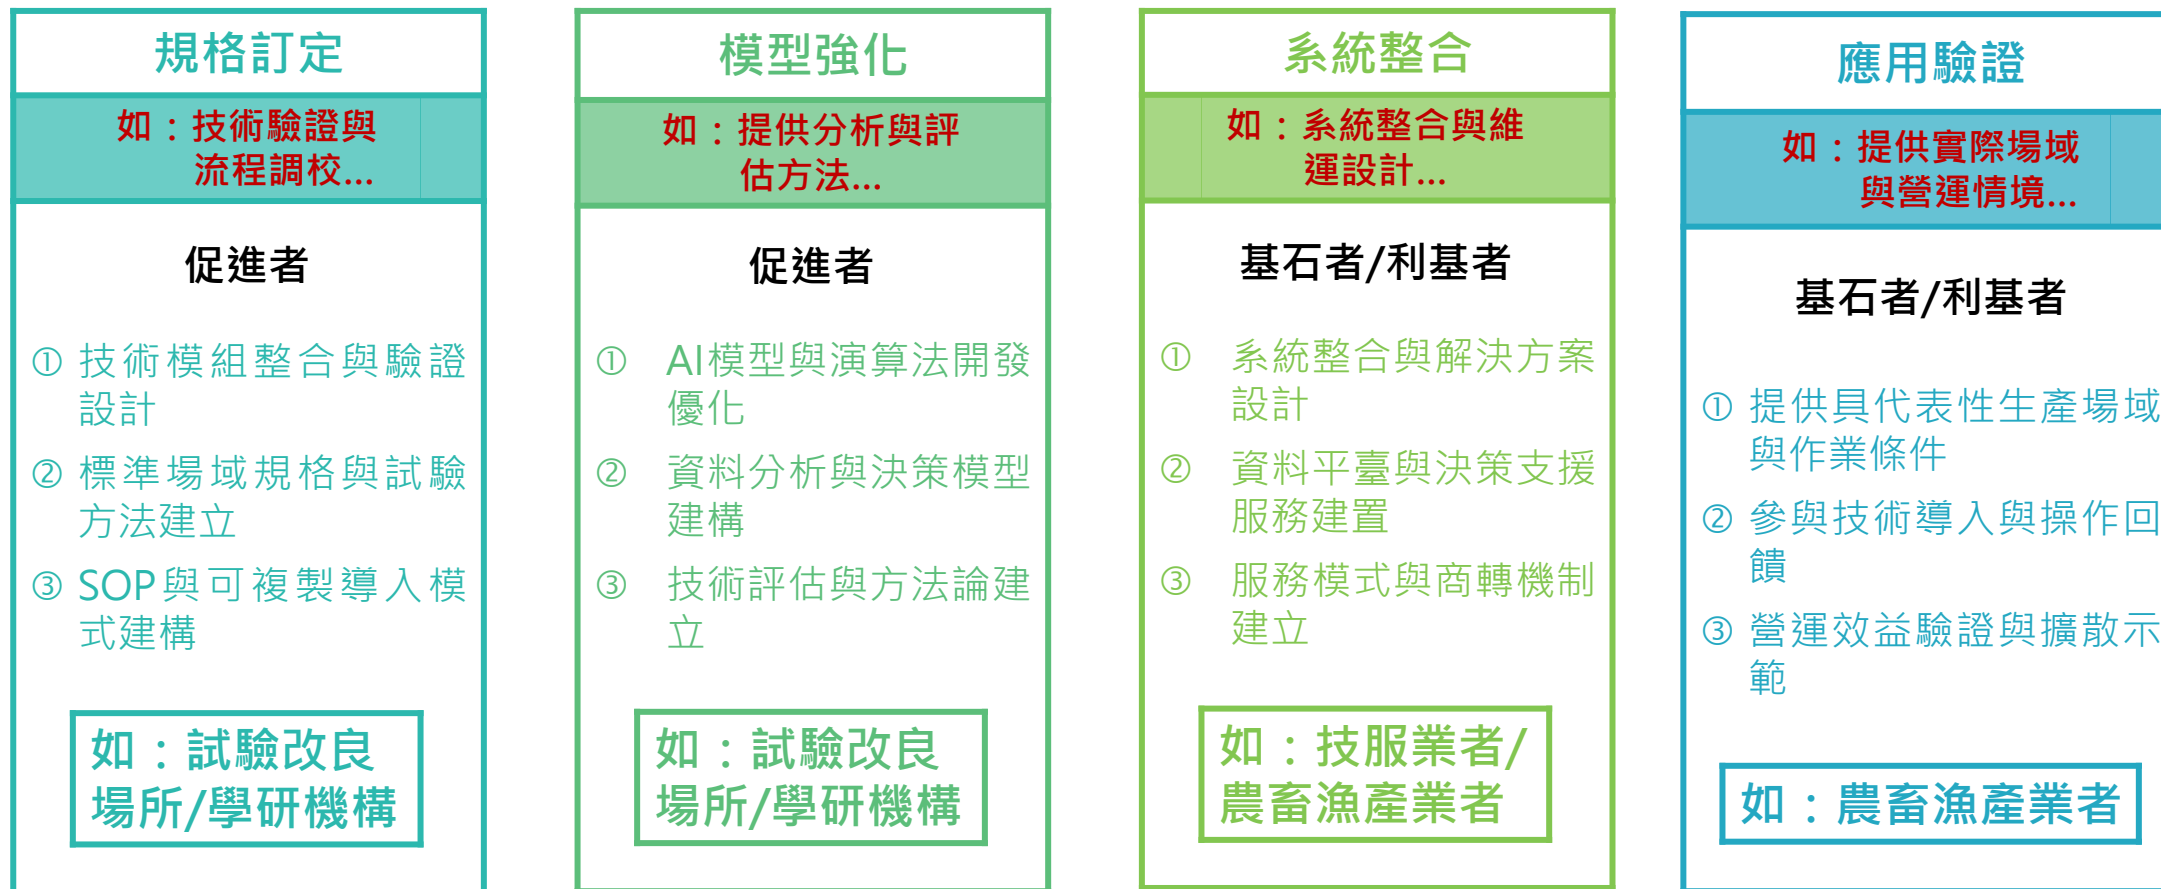 規格訂定
如：技術驗證與
流程調校...
促進者
① 技術模組整合與驗證
設計
② 標準場域規格與試驗
方法建立
③ SOP與可複製導入模
式建構
如：試驗改良
場所/學研機構
模型強化
如：提供分析與評
估方法...
促進者
① AI模型與演算法開發
優化
② 資料分析與決策模型
建構
③ 技術評估與方法論建
立
如：試驗改良
場所/學研機構
系統整合
如：系統整合與維
運設計...
基石者/利基者
① 系統整合與解決方案
設計
② 資料平臺與決策支援
服務建置
③ 服務模式與商轉機制
建立
如：技服業者/
農畜漁產業者
應用驗證
如：提供實際場域
與營運情境...
基石者/利基者
① 提供具代表性生產場域
與作業條件
② 參與技術導入與操作回
饋
③ 營運效益驗證與擴散示
範
如：農畜漁產業者